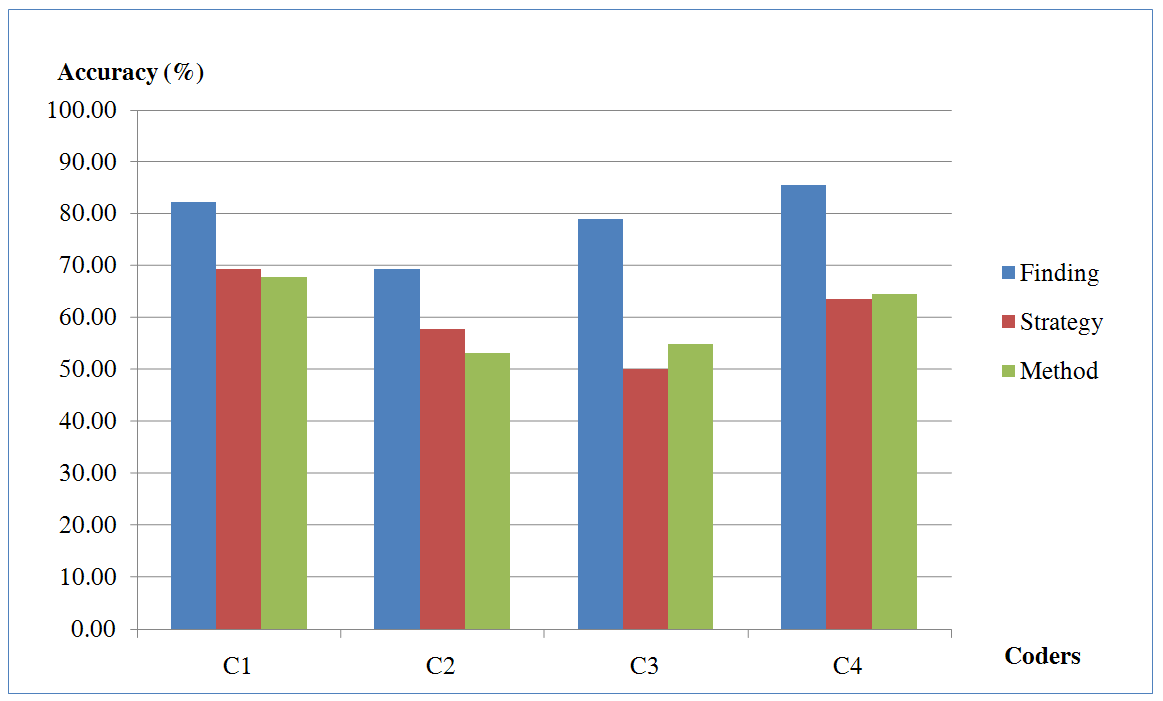 Accuracy (%)
100.00
90.00
80.00
70.00
60.00
50.00
40.00
30.00
20.00
10.00
0.00
C1
C2
C3
C4
Coders
Finding
Strategy
Method